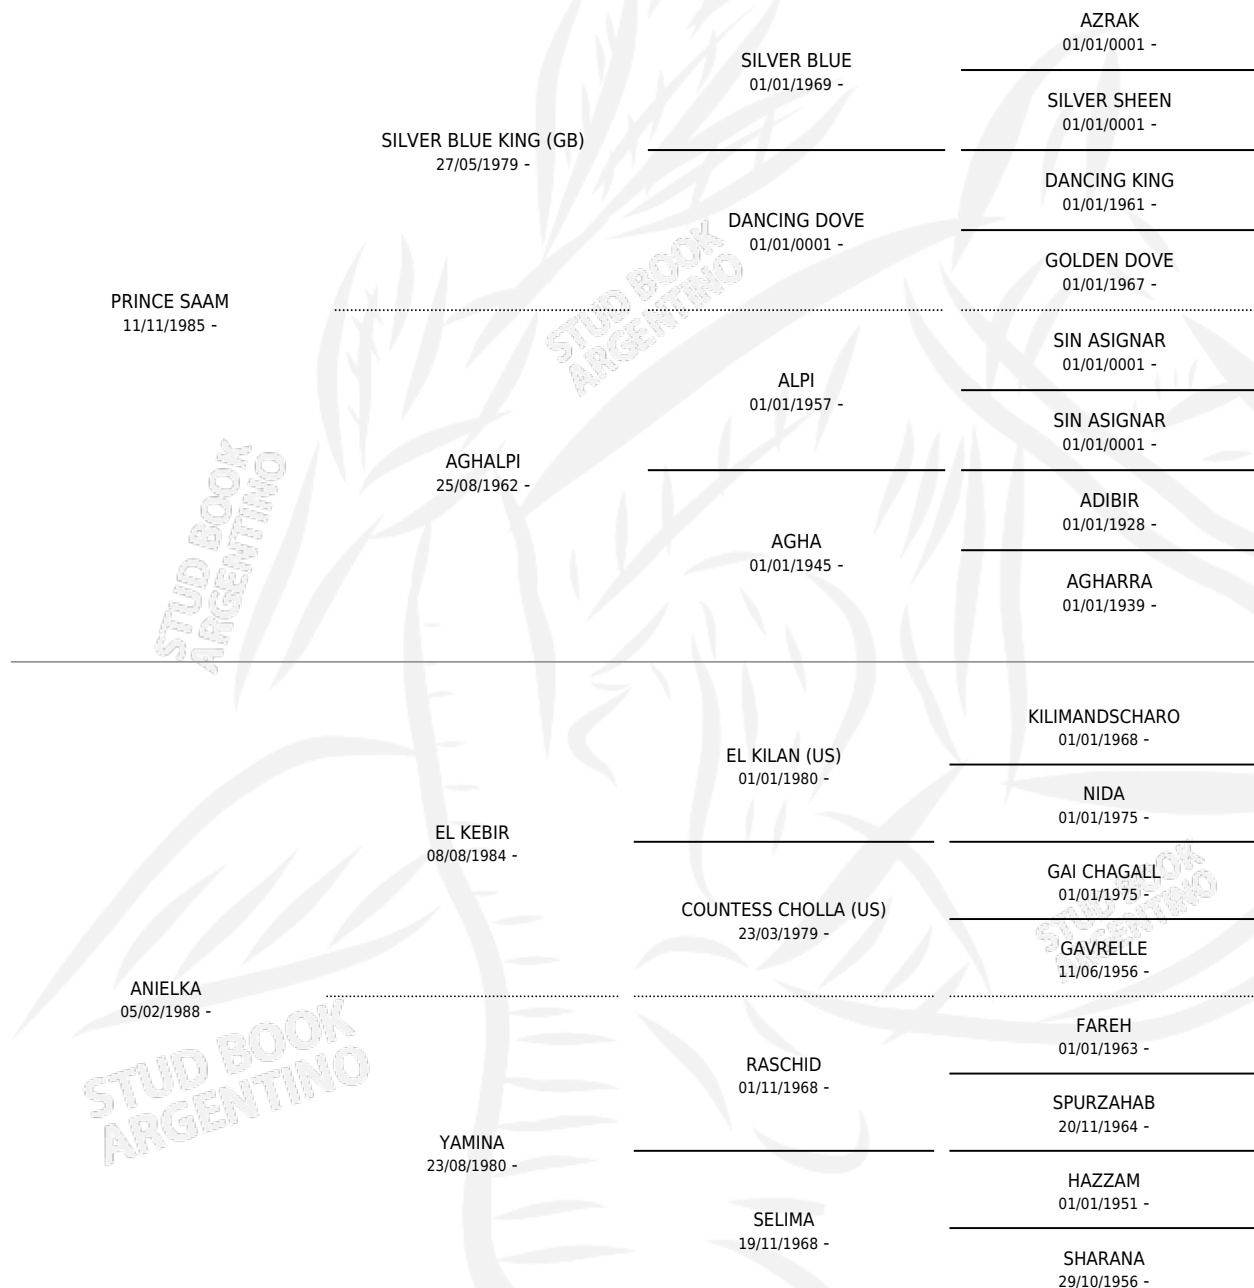 AZRAK
01/01/0001 -
SILVER BLUE
01/01/1969 -
SILVER SHEEN
01/01/0001 -
SILVER BLUE KING (GB)
27/05/1979 -
DANCING KING
01/01/1961 -
DANCING DOVE
01/01/0001 -
GOLDEN DOVE
01/01/1967 -
PRINCE SAAM
11/11/1985 -
STUD BOOK
ARGENTINO
SIN ASIGNAR
01/01/0001 -
ALPI
01/01/1957 -
SIN ASIGNAR
01/01/0001 -
AGHALPI
25/08/1962 -
ADIBIR
01/01/1928 -
AGHA
01/01/1945 -
AGHARRA
01/01/1939 -
STUD BOOK
ARGENTINO
KILIMANDSCHARO
01/01/1968 -
EL KILAN (US)
01/01/1980 -
NIDA
01/01/1975 -
EL KEBIR
08/08/1984 -
GAI CHAGALL
01/01/1975 -
COUNTESS CHOLLA (US)
23/03/1979 -
GAVRELLE
11/06/1956 -
STUD BOOK
ARGENTINO
ANIELKA
05/02/1988 -
FAREH
01/01/1963 -
RASCHID
01/11/1968 -
SPURZAHAB
20/11/1964 -
STUD BOOK
ARGENTINO
YAMINA
23/08/1980 -
HAZZAM
01/01/1951 -
SELIMA
19/11/1968 -
SHARANA
29/10/1956 -